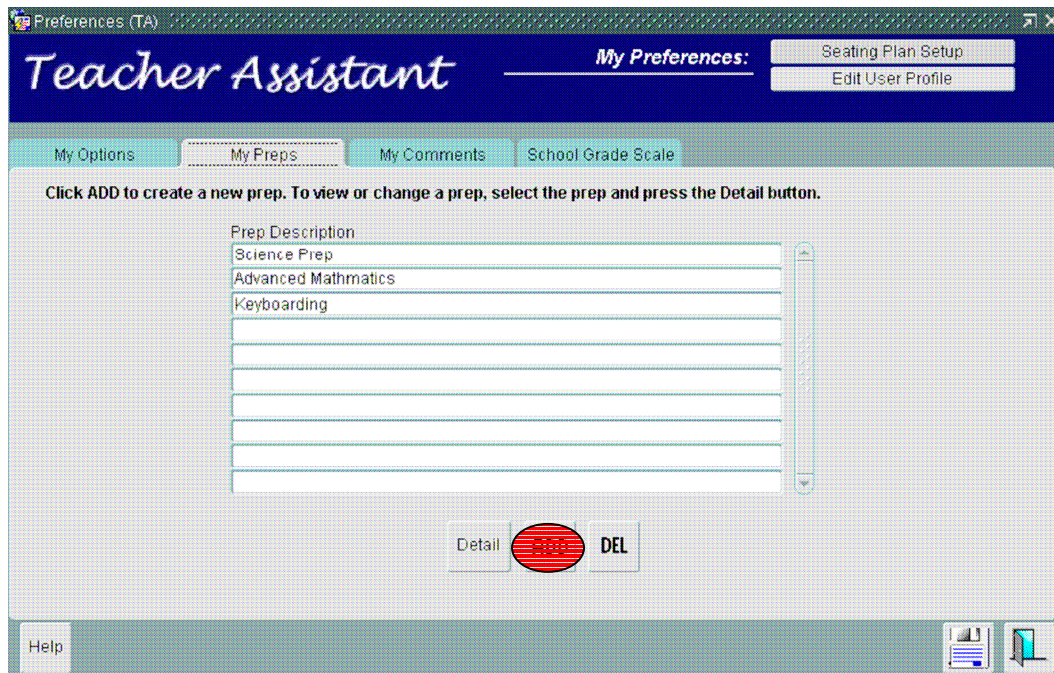 Preferences (TA)
Teacher Assistant
My Preferences:
Seating Plan Setup
Edit User Profile
My Options
My Preps
My Comments
School Grade Scale
Click ADD to create a new prep. To view or change a prep, select the prep and press the Detail button.
Prep Description
Science Prep
Advanced Mathmatics
Keyboarding
Detail
DEL
Help